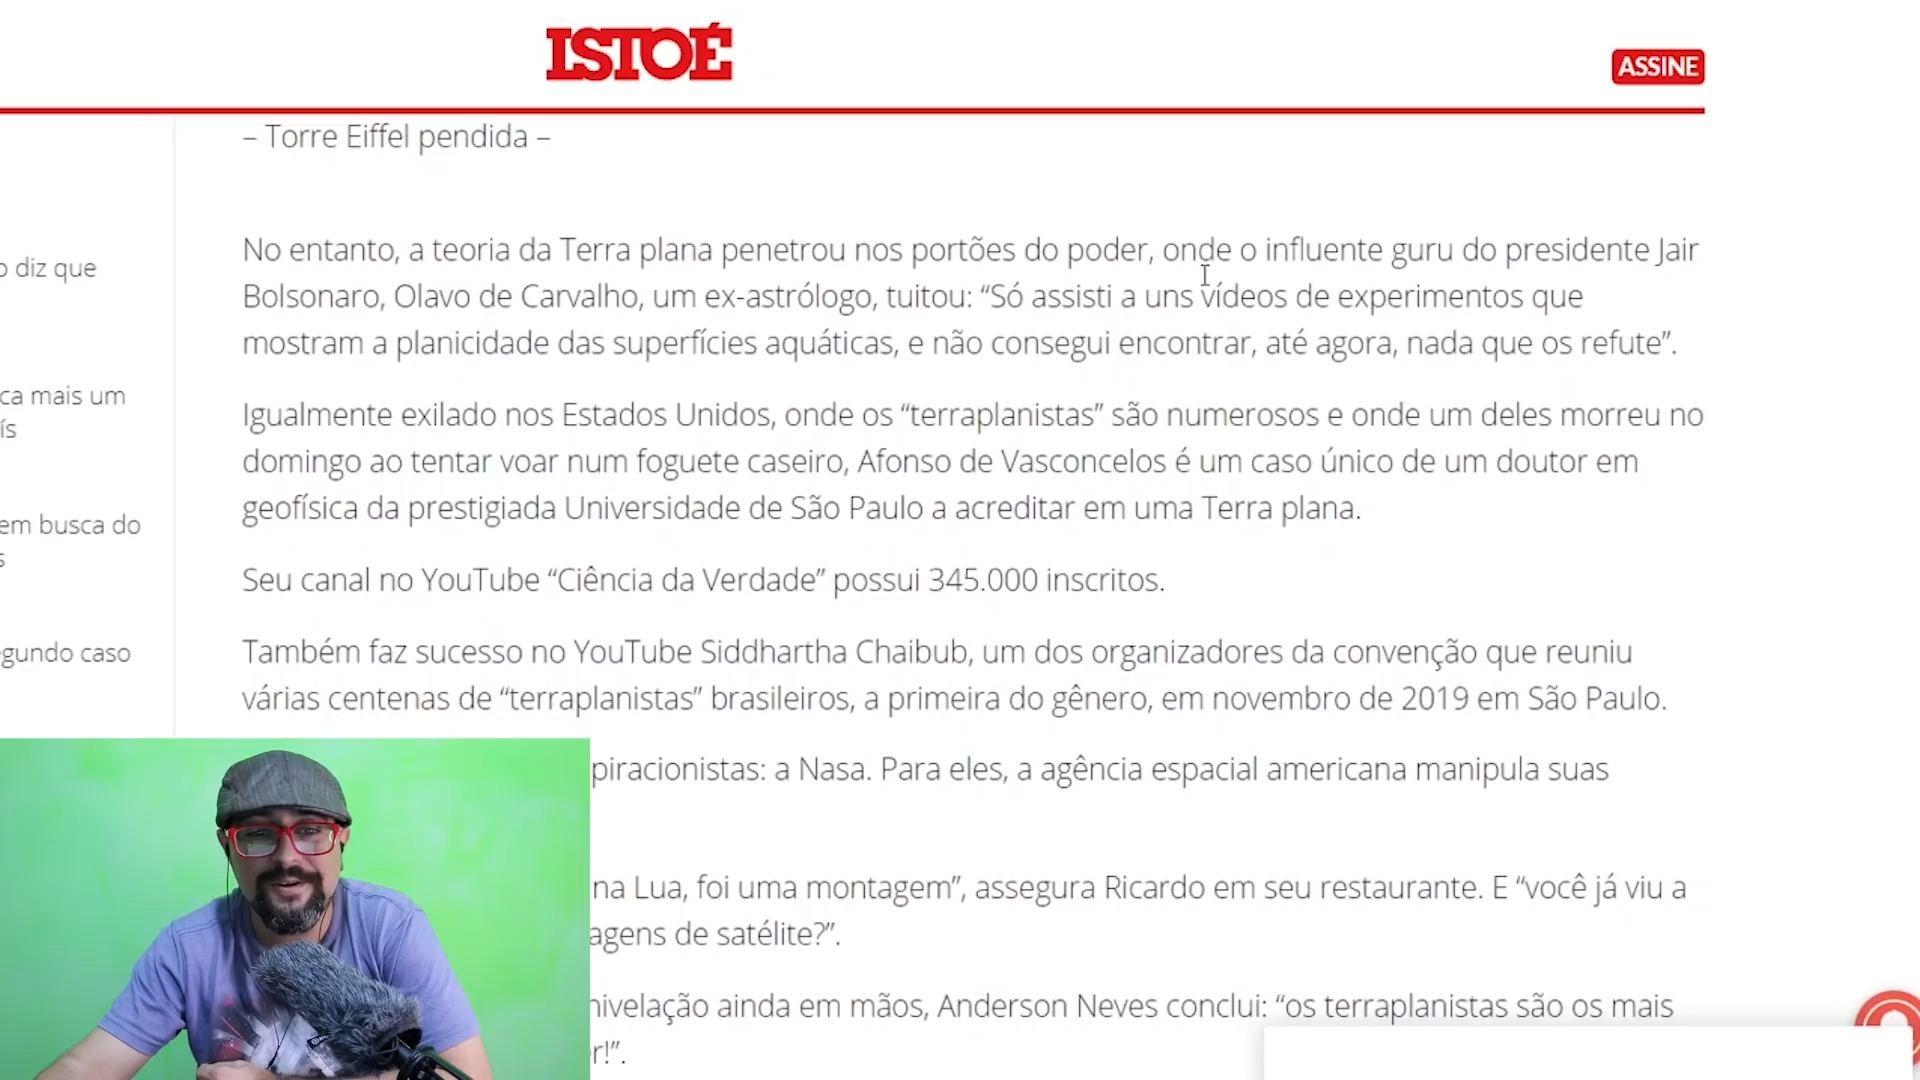 ISTOÉ
ASSINE
– Torre Eiffel pendida –
No entanto, a teoria da Terra plana penetrou nos portões do poder, onde o influente guru do presidente Jair
Bolsonaro, Olavo de Carvalho, um ex-astrólogo, tuitou: “Só assisti a uns vídeos de experimentos que
mostram a planicidade das superfícies aquáticas, e não consegui encontrar, até agora, nada que os refute”.
Igualmente exilado nos Estados Unidos, onde os “terraplanistas” são numerosos e onde um deles morreu no
domingo ao tentar voar num foguete caseiro, Afonso de Vasconcelos é um caso único de um doutor em
geofísica da prestigiada Universidade de São Paulo a acreditar em uma Terra plana.
Seu canal no YouTube “Ciência da Verdade” possui 345.000 inscritos.
Também faz sucesso no YouTube Siddhartha Chaibub, um dos organizadores da convenção que reuniu
várias centenas de “terraplanistas” brasileiros, a primeira do gênero, em novembro de 2019 em São Paulo.
piracionistas: a Nasa. Para eles, a agência espacial americana manipula suas
na Lua, foi uma montagem”, assegura Ricardo em seu restaurante. E “você já viu a
agens de satélite?”.
nivelação ainda em mãos, Anderson Neves conclui: “os terraplanistas são os mais
r!”.
o diz que
ca mais um
ís
em busca do
s
gundo caso